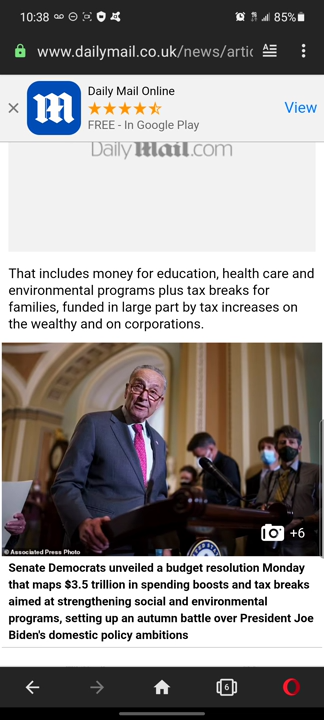 10:38
85%
www.dailymail.co.uk/news/artic
Daily Mail Online
FREE - In Google Play
View
Daily Mail.com
That includes money for education, health care and
environmental programs plus tax breaks for
families, funded in large part by tax increases on
the wealthy and on corporations.
+6
© Associated Press Photo
Senate Democrats unveiled a budget resolution Monday
that maps $3.5 trillion in spending boosts and tax breaks
aimed at strengthening social and environmental
programs, setting up an autumn battle over President Joe
Biden's domestic policy ambitions
6